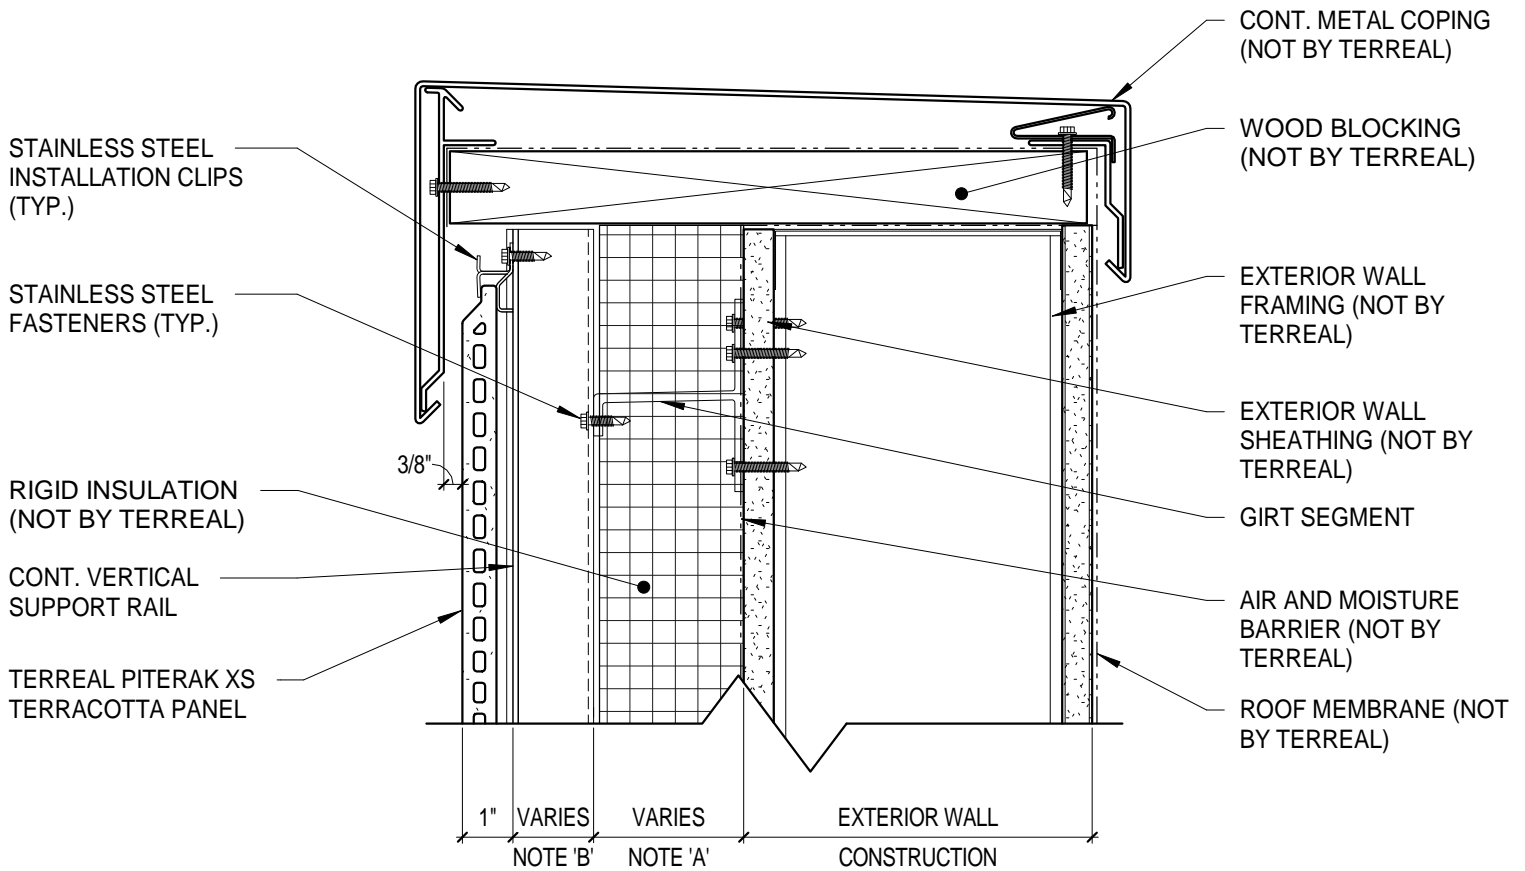 STAINLESS STEEL
INSTALLATION CLIPS
(TYP.)
STAINLESS STEEL
FASTENERS (TYP.)
RIGID INSULATION
(NOT BY TERREAL)
CONT. VERTICAL
SUPPORT RAIL
TERREAL PITERAK XS
TERRACOTTA PANEL
3/8"
CONT. METAL COPING
(NOT BY TERREAL)
WOOD BLOCKING
(NOT BY TERREAL)
EXTERIOR WALL
FRAMING (NOT BY
TERREAL)
EXTERIOR WALL
SHEATHING (NOT BY
TERREAL)
GIRT SEGMENT
AIR AND MOISTURE
BARRIER (NOT BY
TERREAL)
ROOF MEMBRANE (NOT
BY TERREAL)
1"
VARIES
NOTE 'B'
VARIES
NOTE 'A'
EXTERIOR WALL
CONSTRUCTION